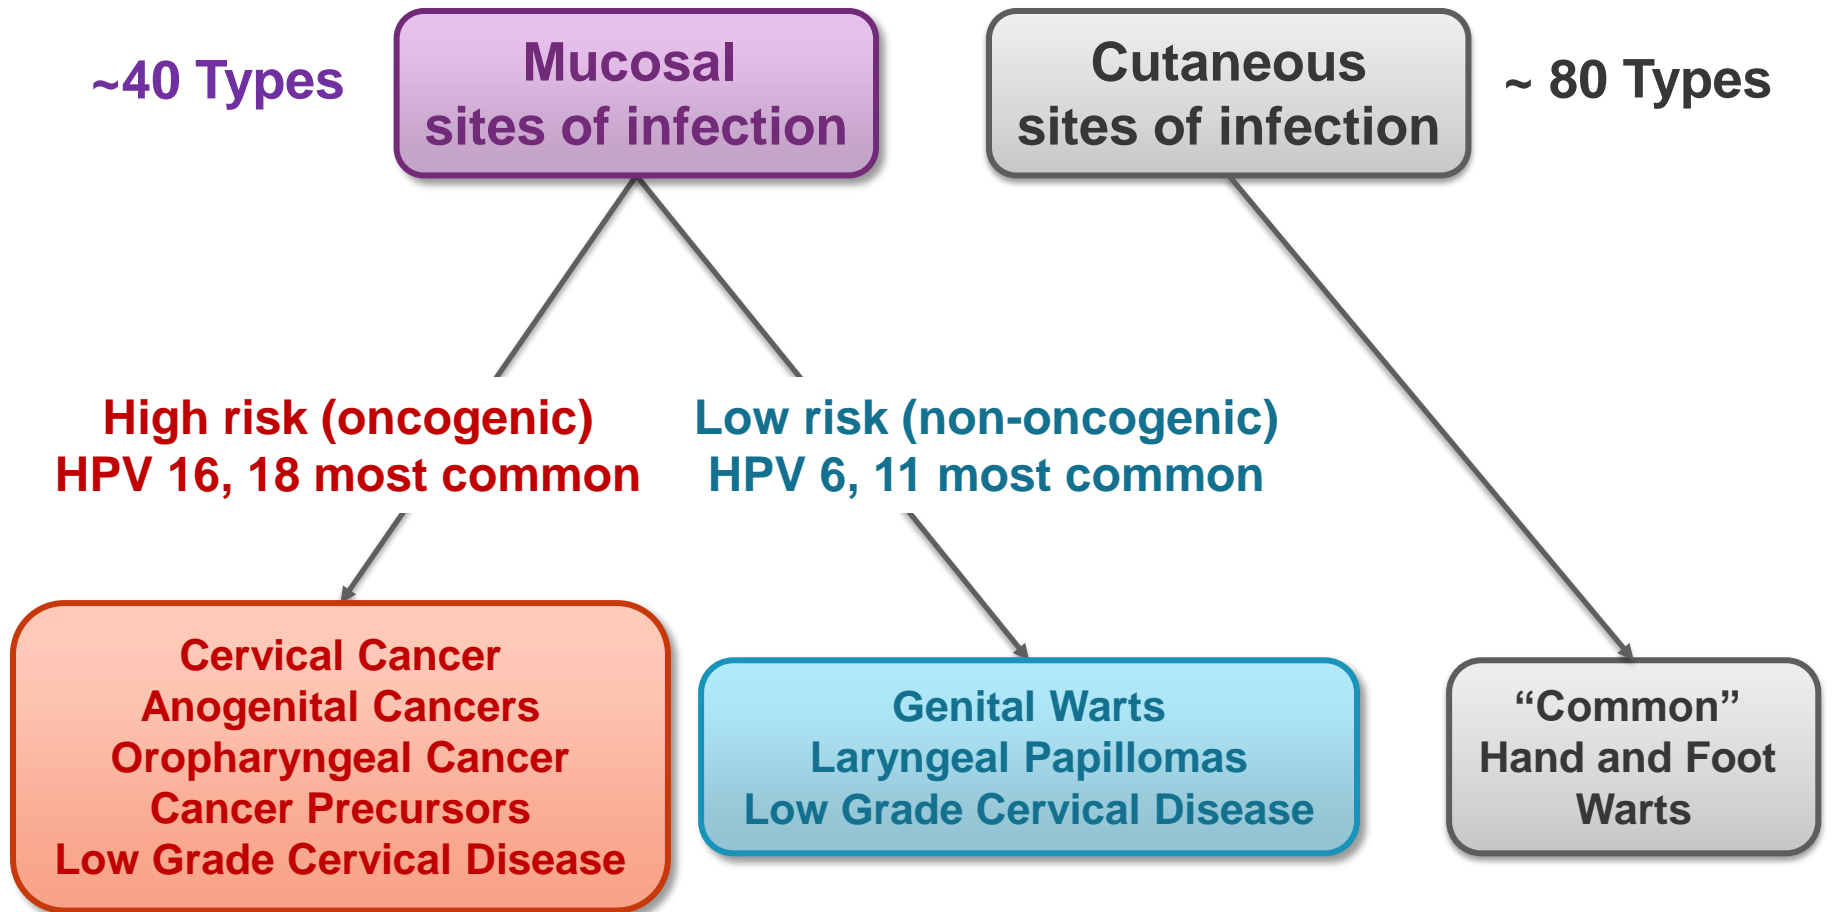 ~40 Types
Mucosal
sites of infection
Cutaneous
sites of infection
~ 80 Types
High risk (oncogenic)
HPV 16, 18 most common
Low risk (non-oncogenic)
HPV 6, 11 most common
Cervical Cancer
Anogenital Cancers
Oropharyngeal Cancer
Cancer Precursors
Low Grade Cervical Disease
Genital Warts
Laryngeal Papillomas
Low Grade Cervical Disease
“Common”
Hand and Foot
Warts